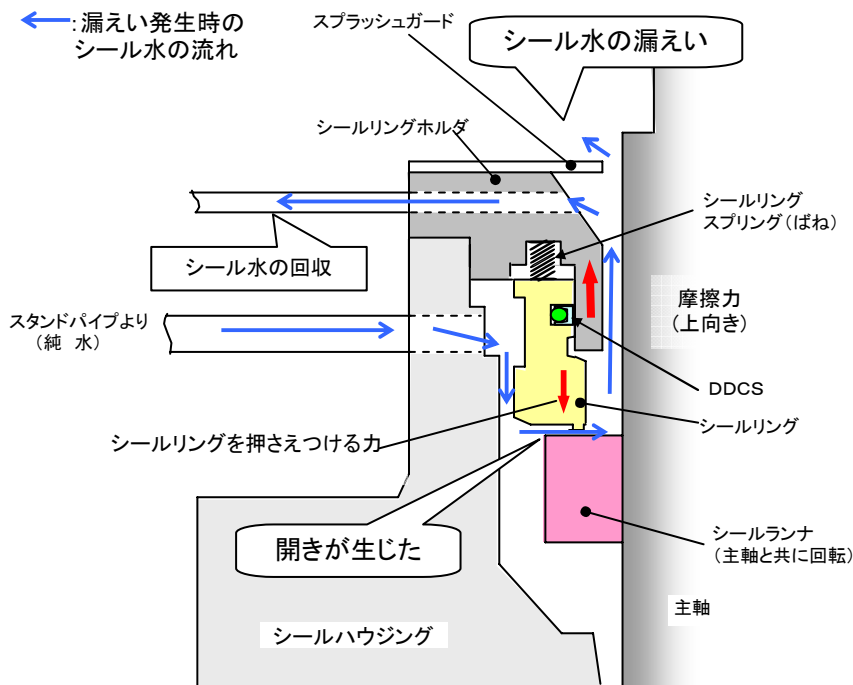 :漏えい発生時の
シール水の流れ
スプラッシュガード
シール水の漏えい
シールリングホルダ
シールリング
スプリング(ばね)
シール水の回収
スタンドパイプより
(純 水)
摩擦力
(上向き)
DDCS
シールリング
シールリングを押さえつける力
開きが生じた
シールランナ
(主軸と共に回転)
主軸
シールハウジング